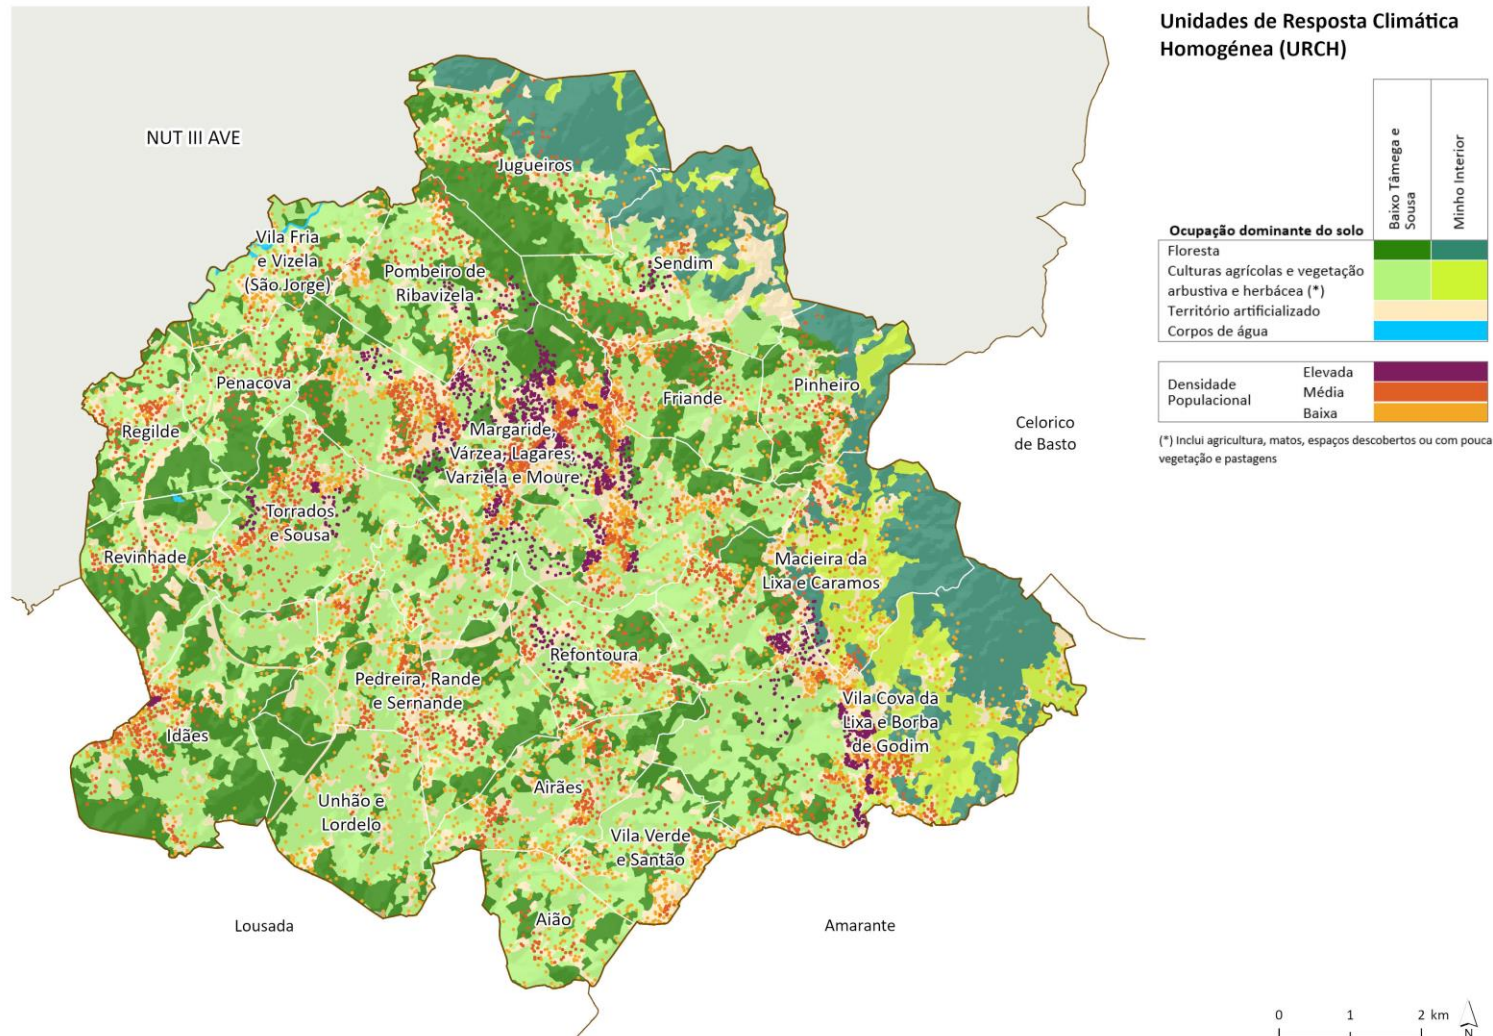 Unidades de Resposta Climática
Homogénea (URCH)
Baixo Tâmega e
Sousa
Minho Interior
Ocupação dominante do solo
Floresta
Culturas agrícolas e vegetação
arbustiva e herbácea (*)
Território artificializado
Corpos de água
Densidade
Populacional
Elevada
Média
Baixa
(*) Inclui agricultura, matos, espaços descobertos ou com pouca
vegetação e pastagens
NUT III AVE
Jugueiros
Vila Fria
e Vizela
(São Jorge)
Pombeiro de
Ribavizela
Sendim
Penacova
Friande
Pinheiro
Regilde
Margaride,
Várzea, Lagares,
Varziela e Moure
Celorico
de Basto
Torrados
e Sousa
Revinhade
Macieira da
Lixa e Caramos
Refontoura
Pedreira, Rande
e Sernande
Vila Cova da
Lixa e Borba
de Godim
Idães
Airães
Unhão e
Lordelo
Vila Verde
e Santão
Aião
Lousada
Amarante
0 1 2 km
N